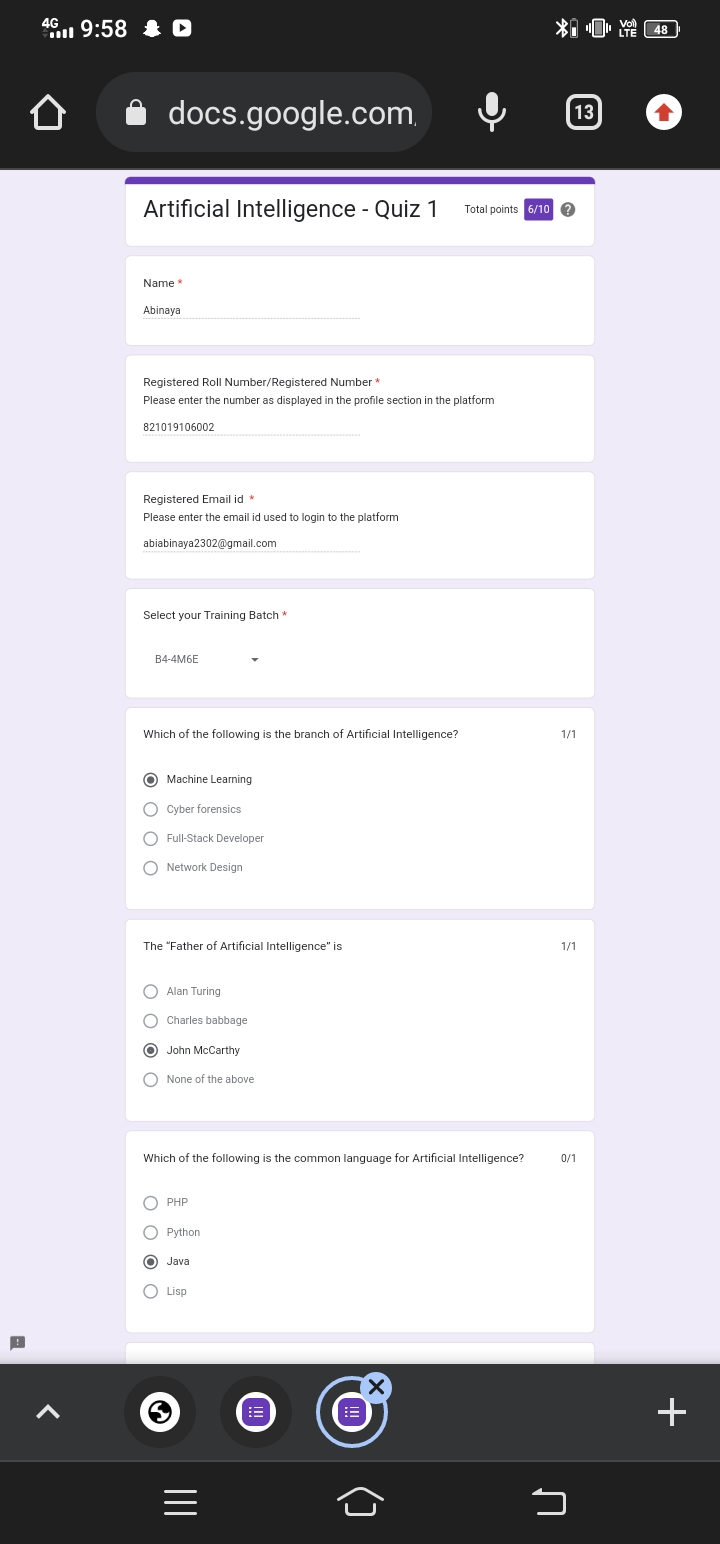 4G 9:58 Vo)) LTE 48
docs.google.com
13
Artificial Intelligence - Quiz 1 Total points 6/10 ?
Name *
Abinaya
Registered Roll Number/Registered Number *
Please enter the number as displayed in the profile section in the platform
821019106002
Registered Email id *
Please enter the email id used to login to the platform
abiabinaya2302@gmail.com
Select your Training Batch *
B4-4M6E
Which of the following is the branch of Artificial Intelligence? 1/1
Machine Learning
Cyber forensics
Full-Stack Developer
Network Design
The “Father of Artificial Intelligence” is 1/1
Alan Turing
Charles babbage
John McCarthy
None of the above
Which of the following is the common language for Artificial Intelligence? 0/1
PHP
Python
Java
Lisp